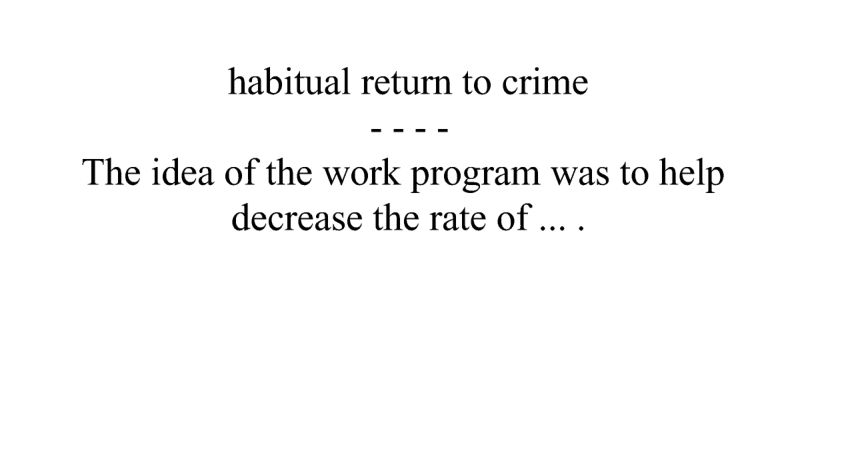 habitual return to crime
- - - -
The idea of the work program was to help
decrease the rate of ... .